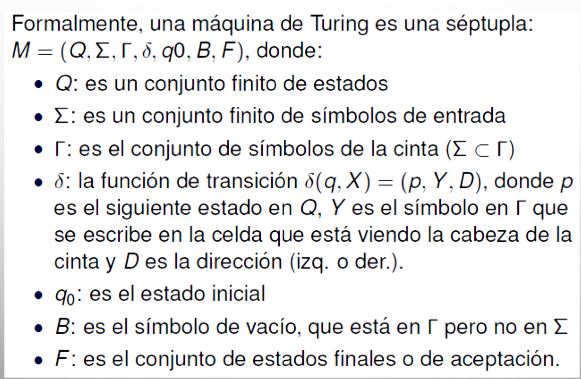 Formalmente, una máquina de Turing es una séptupla:
M = (Q, Σ, Γ, δ, q0, B, F), donde:
• Q: es un conjunto finito de estados
• Σ: es un conjunto finito de símbolos de entrada
• Γ: es el conjunto de símbolos de la cinta (Σ ⊂ Γ)
• δ: la función de transición δ(q, X) = (p, Y, D), donde p
es el siguiente estado en Q, Y es el símbolo en Γ que
se escribe en la celda que está viendo la cabeza de la
cinta y D es la dirección (izq. o der.).
• q₀: es el estado inicial
• B: es el símbolo de vacío, que está en Γ pero no en Σ
• F: es el conjunto de estados finales o de aceptación.